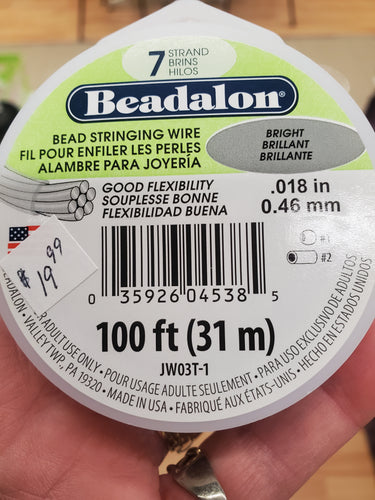 7 STRAND
BRINS
HILOS
Beadalon®
BEAD STRINGING WIRE
FIL POUR ENFILER LES PERLES
ALAMBRE PARA JOYERÍA
BRIGHT
BRILLANT
BRILLANTE
GOOD FLEXIBILITY
SOUPLESSE BONNE
FLEXIBILIDAD BUENA
.018 in
0.46 mm
#1
#2
$ 19.99
0 35926 04538 5
100 ft (31 m)
JW03T-1
ADULT USE ONLY • POUR USAGE ADULTE SEULEMENT • PARA USO EXCLUSIVO DE ADULTOS
VALLEY TWP., PA 19320 • MADE IN USA • FABRIQUÉ AUX ÉTATS-UNIS • HECHO EN ESTADOS UNIDOS